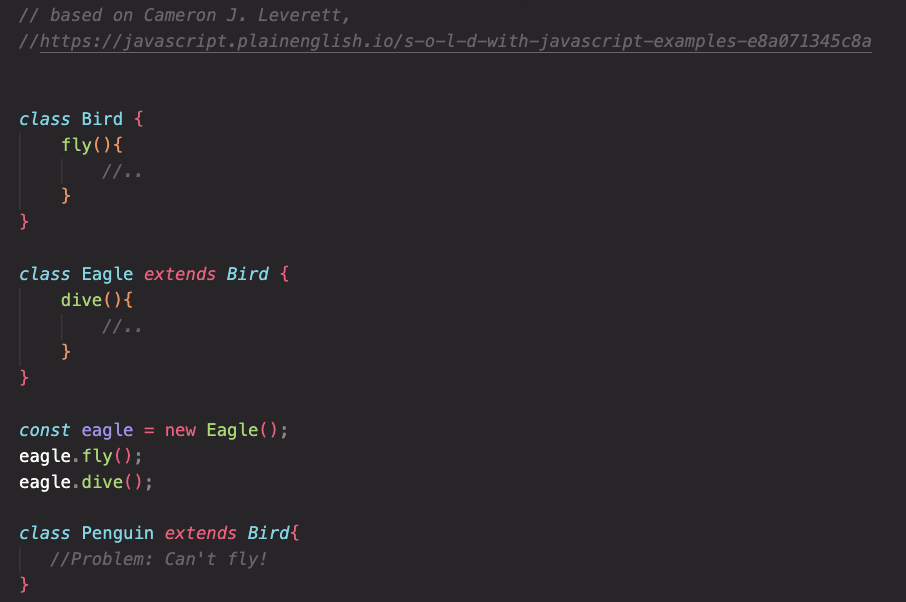 // based on Cameron J. Leverett,
//https://javascript.plainenglish.io/s-o-l-d-with-javascript-examples-e8a071345c8a
class Bird {
fly(){
//..
}
}
class Eagle extends Bird {
dive(){
//..
}
}
const eagle = new Eagle();
eagle.fly();
eagle.dive();
class Penguin extends Bird{
//Problem: Can't fly!
}